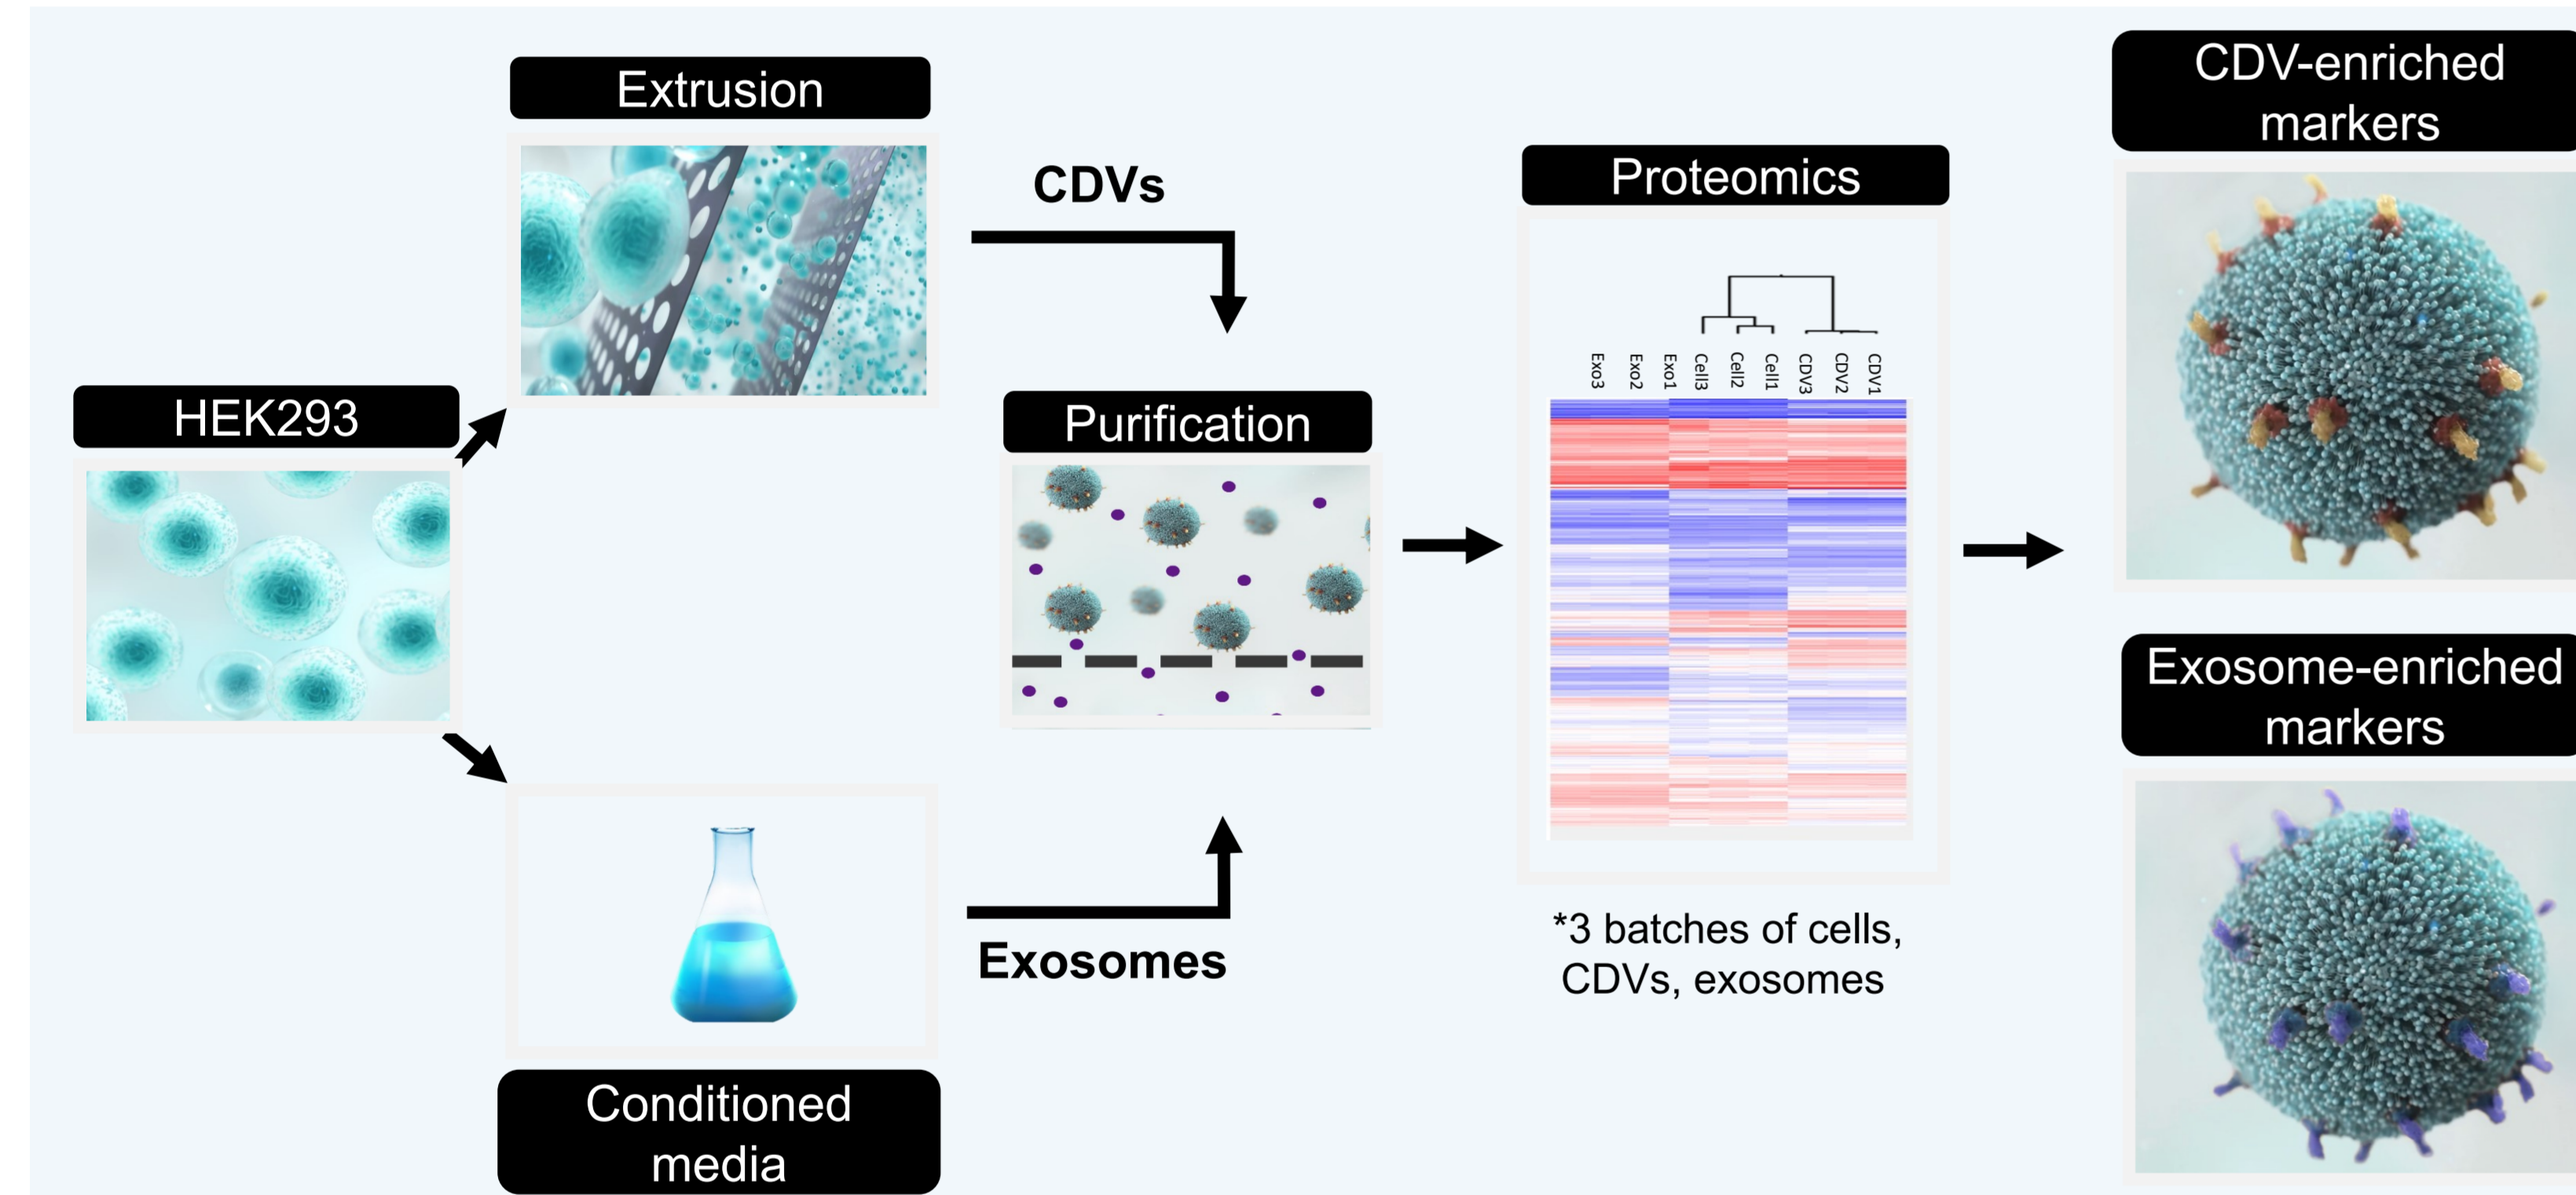 HEK293
Extrusion
CDVs
Conditioned
media
Exosomes
Purification
Proteomics
Exo3
Exo2
Exo1
Cell3
Cell2
Cell1
CDV3
CDV2
CDV1
*3 batches of cells,
CDVs, exosomes
CDV-enriched
markers
Exosome-enriched
markers